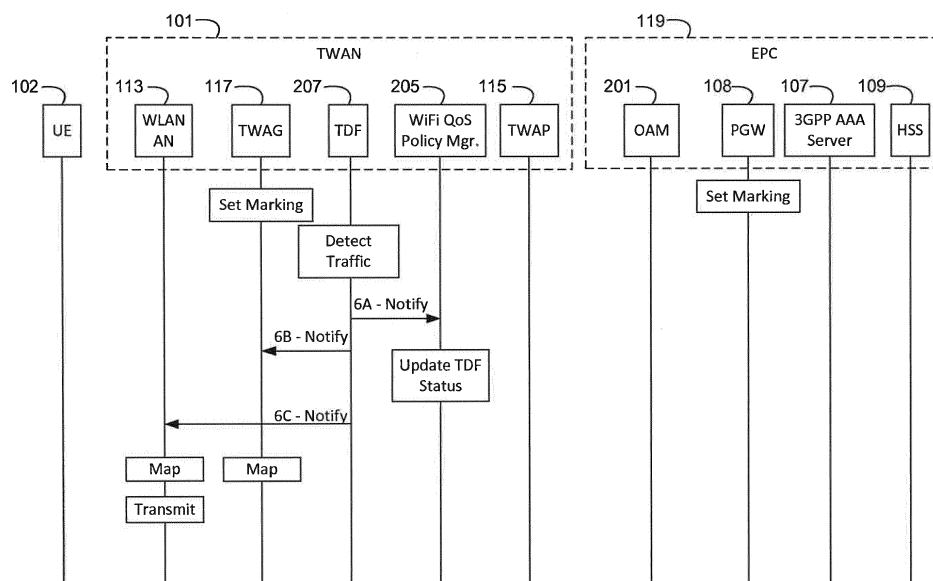 101
119
TWAN
EPC
102
113
117
207
205
115
201
108
107
109
UE
WLAN
AN
TWAG
TDF
WiFi QoS
Policy Mgr.
TWAP
OAM
PGW
3GPP AAA
Server
HSS
Set Marking
Set Marking
Detect
Traffic
6A - Notify
6B - Notify
Update TDF
Status
6C - Notify
Map
Map
Transmit